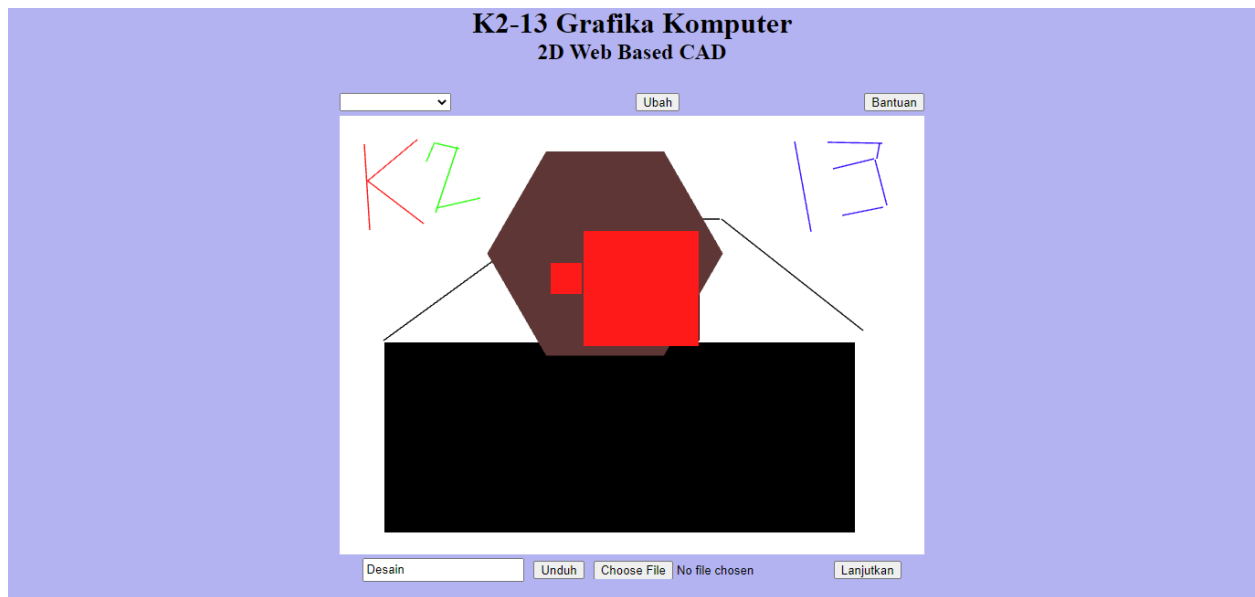 K2-13 Grafika Komputer
2D Web Based CAD
Ubah Bantuan
K2 13
Desain Unduh Choose File No file chosen Lanjutkan